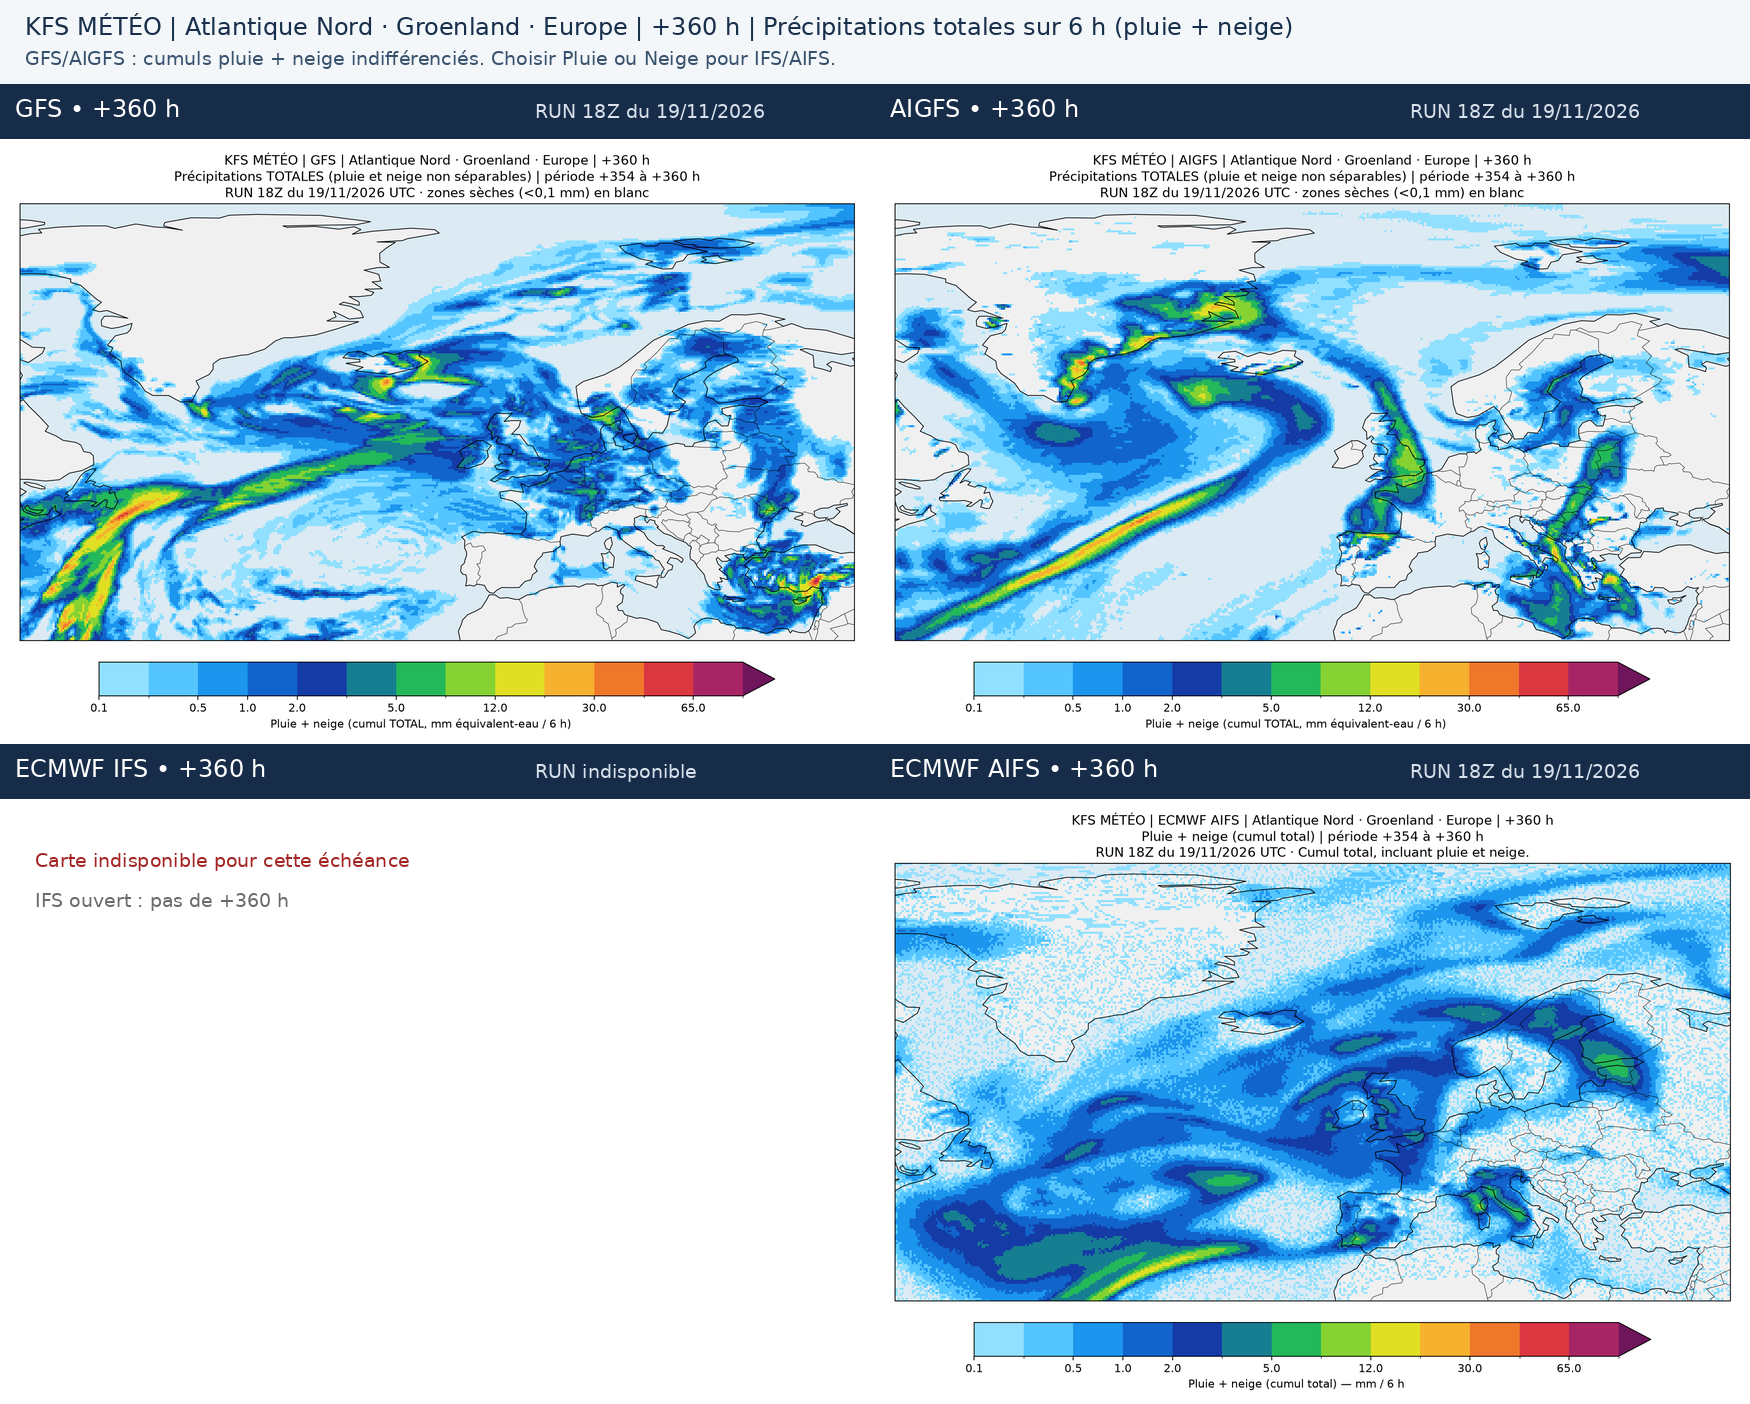 KFS MÉTÉO | Atlantique Nord · Groenland · Europe | +360 h | Précipitations totales sur 6 h (pluie + neige)
GFS/AIGFS : cumuls pluie + neige indifférenciés. Choisir Pluie ou Neige pour IFS/AIFS.
GFS • +360 h
RUN 18Z du 19/11/2026
KFS MÉTÉO | GFS | Atlantique Nord · Groenland · Europe | +360 h
Précipitations TOTALES (pluie et neige non séparables) | période +354 à +360 h
RUN 18Z du 19/11/2026 UTC · zones sèches (<0,1 mm) en blanc
0.1 0.5 1.0 2.0 5.0 12.0 30.0 65.0
Pluie + neige (cumul TOTAL, mm équivalent-eau / 6 h)
AIGFS • +360 h
RUN 18Z du 19/11/2026
KFS MÉTÉO | AIGFS | Atlantique Nord · Groenland · Europe | +360 h
Précipitations TOTALES (pluie et neige non séparables) | période +354 à +360 h
RUN 18Z du 19/11/2026 UTC · zones sèches (<0,1 mm) en blanc
0.1 0.5 1.0 2.0 5.0 12.0 30.0 65.0
Pluie + neige (cumul TOTAL, mm équivalent-eau / 6 h)
ECMWF IFS • +360 h
RUN indisponible
Carte indisponible pour cette échéance
IFS ouvert : pas de +360 h
ECMWF AIFS • +360 h
RUN 18Z du 19/11/2026
KFS MÉTÉO | ECMWF AIFS | Atlantique Nord · Groenland · Europe | +360 h
Pluie + neige (cumul total) | période +354 à +360 h
RUN 18Z du 19/11/2026 UTC · Cumul total, incluant pluie et neige.
0.1 0.5 1.0 2.0 5.0 12.0 30.0 65.0
Pluie + neige (cumul total) — mm / 6 h